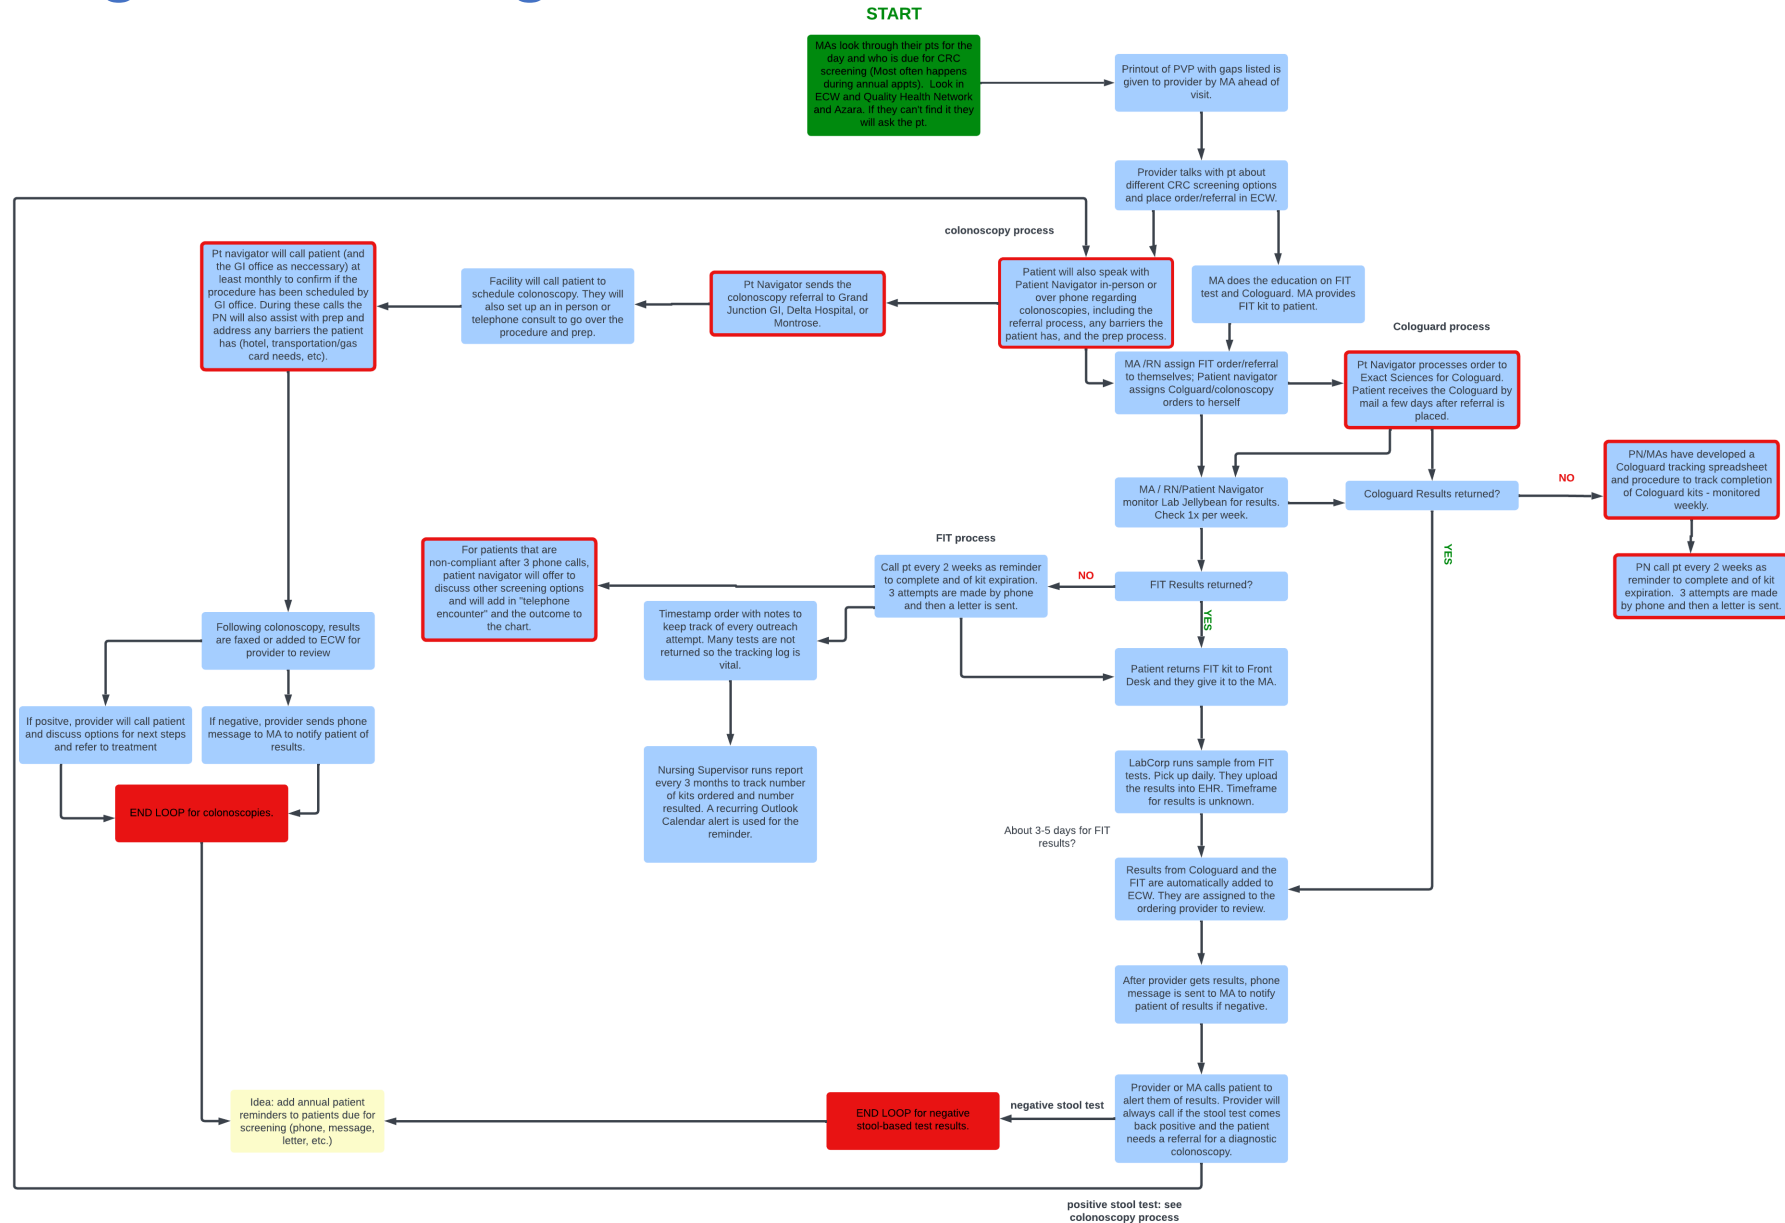 START
MAs look through their pts for the
day and who is due for CRC
screening (Most often happens
during annual appts).  Look in
ECW and Quality Health Network
and Azara. If they can't find it they
will ask the pt.
Printout of PVP with gaps listed is
given to provider by MA ahead of
visit.
Provider talks with pt about
different CRC screening options
and place order/referral in ECW.
colonoscopy process
Pt navigator will call patient (and
the GI office as neccessary) at
least monthly to confirm if the
procedure has been scheduled by
GI office. During these calls the
PN will also assist with prep and
address any barriers the patient
has (hotel, transportation/gas
card needs, etc).
Facility will call patient to
schedule colonoscopy. They will
also set up an in person or
telephone consult to go over the
procedure and prep.
Pt Navigator sends the
colonoscopy referral to Grand
Junction GI, Delta Hospital, or
Montrose.
Patient will also speak with
Patient Navigator in-person or
over phone regarding
colonoscopies, including the
referral process, any barriers the
patient has, and the prep process.
MA does the education on FIT
test and Cologuard. MA provides
FIT kit to patient.
Cologuard process
MA /RN assign FIT order/referral
to themselves; Patient navigator
assigns Colguard/colonoscopy
orders to herself
Pt Navigator processes order to
Exact Sciences for Cologuard.
Patient receives the Cologuard by
mail a few days after referral is
placed.
MA / RN/Patient Navigator
monitor Lab Jellybean for results.
Check 1x per week.
Cologuard Results returned?
NO
PN/MAs have developed a
Cologuard tracking spreadsheet
and procedure to track completion
of Cologuard kits - monitored
weekly.
YES
PN call pt every 2 weeks as
reminder to complete and of kit
expiration.  3 attempts are made
by phone and then a letter is sent.
FIT process
For patients that are
non-compliant after 3 phone calls,
patient navigator will offer to
discuss other screening options
and will add in "telephone
encounter" and the outcome to
the chart.
Call pt every 2 weeks as reminder
to complete and of kit expiration.
3 attempts are made by phone
and then a letter is sent.
NO
FIT Results returned?
YES
Timestamp order with notes to
keep track of every outreach
attempt. Many tests are not
returned so the tracking log is
vital.
Patient returns FIT kit to Front
Desk and they give it to the MA.
Following colonoscopy, results
are faxed or added to ECW for
provider to review
If positve, provider will call patient
and discuss options for next steps
and refer to treatment
If negative, provider sends phone
message to MA to notify patient of
results.
END LOOP for colonoscopies.
Nursing Supervisor runs report
every 3 months to track number
of kits ordered and number
resulted. A recurring Outlook
Calendar alert is used for the
reminder.
LabCorp runs sample from FIT
tests. Pick up daily. They upload
the results into EHR. Timeframe
for results is unknown.
About 3-5 days for FIT
results?
Results from Cologuard and the
FIT are automatically added to
ECW. They are assigned to the
ordering provider to review.
After provider gets results, phone
message is sent to MA to notify
patient of results if negative.
Provider or MA calls patient to
alert them of results. Provider will
always call if the stool test comes
back positive and the patient
needs a referral for a diagnostic
colonoscopy.
negative stool test
END LOOP for negative
stool-based test results.
Idea: add annual patient
reminders to patients due for
screening (phone, message,
letter, etc.)
positive stool test: see
colonoscopy process